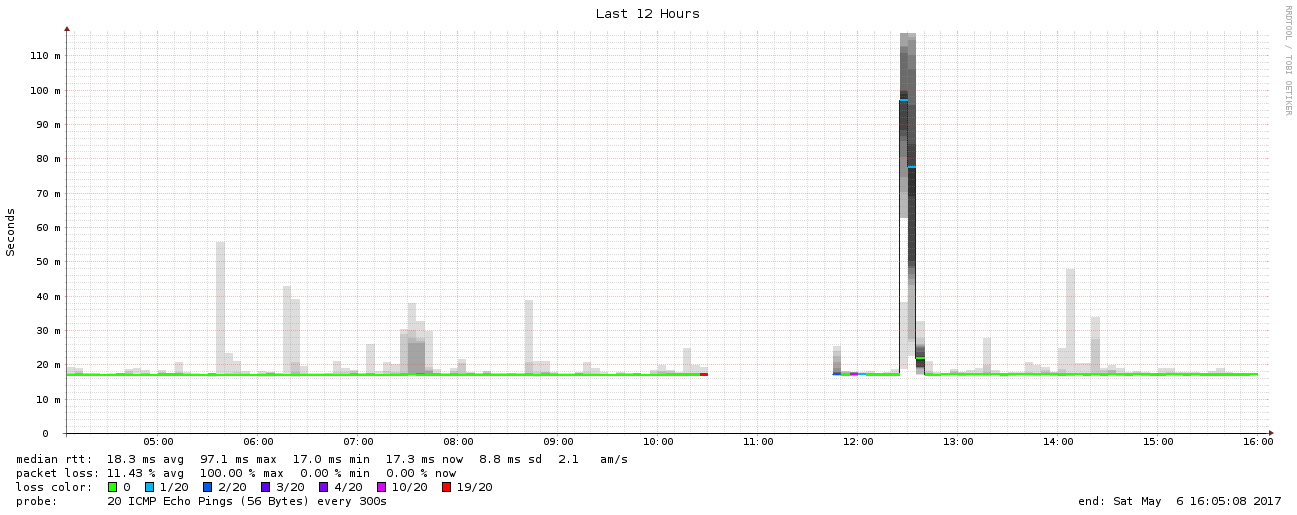 Last 12 Hours
RRDTOOL / TOBI OETIKER
Seconds
110 m
100 m
90 m
80 m
70 m
60 m
50 m
40 m
30 m
20 m
10 m
0
05:00 06:00 07:00 08:00 09:00 10:00 11:00 12:00 13:00 14:00 15:00 16:00
median rtt: 18.3 ms avg 97.1 ms max 17.0 ms min 17.3 ms now 8.8 ms sd 2.1 am/s
packet loss: 11.43 % avg 100.00 % max 0.00 % min 0.00 % now
loss color: 0 1/20 2/20 3/20 4/20 10/20 19/20
probe: 20 ICMP Echo Pings (56 Bytes) every 300s end: Sat May 6 16:05:08 2017